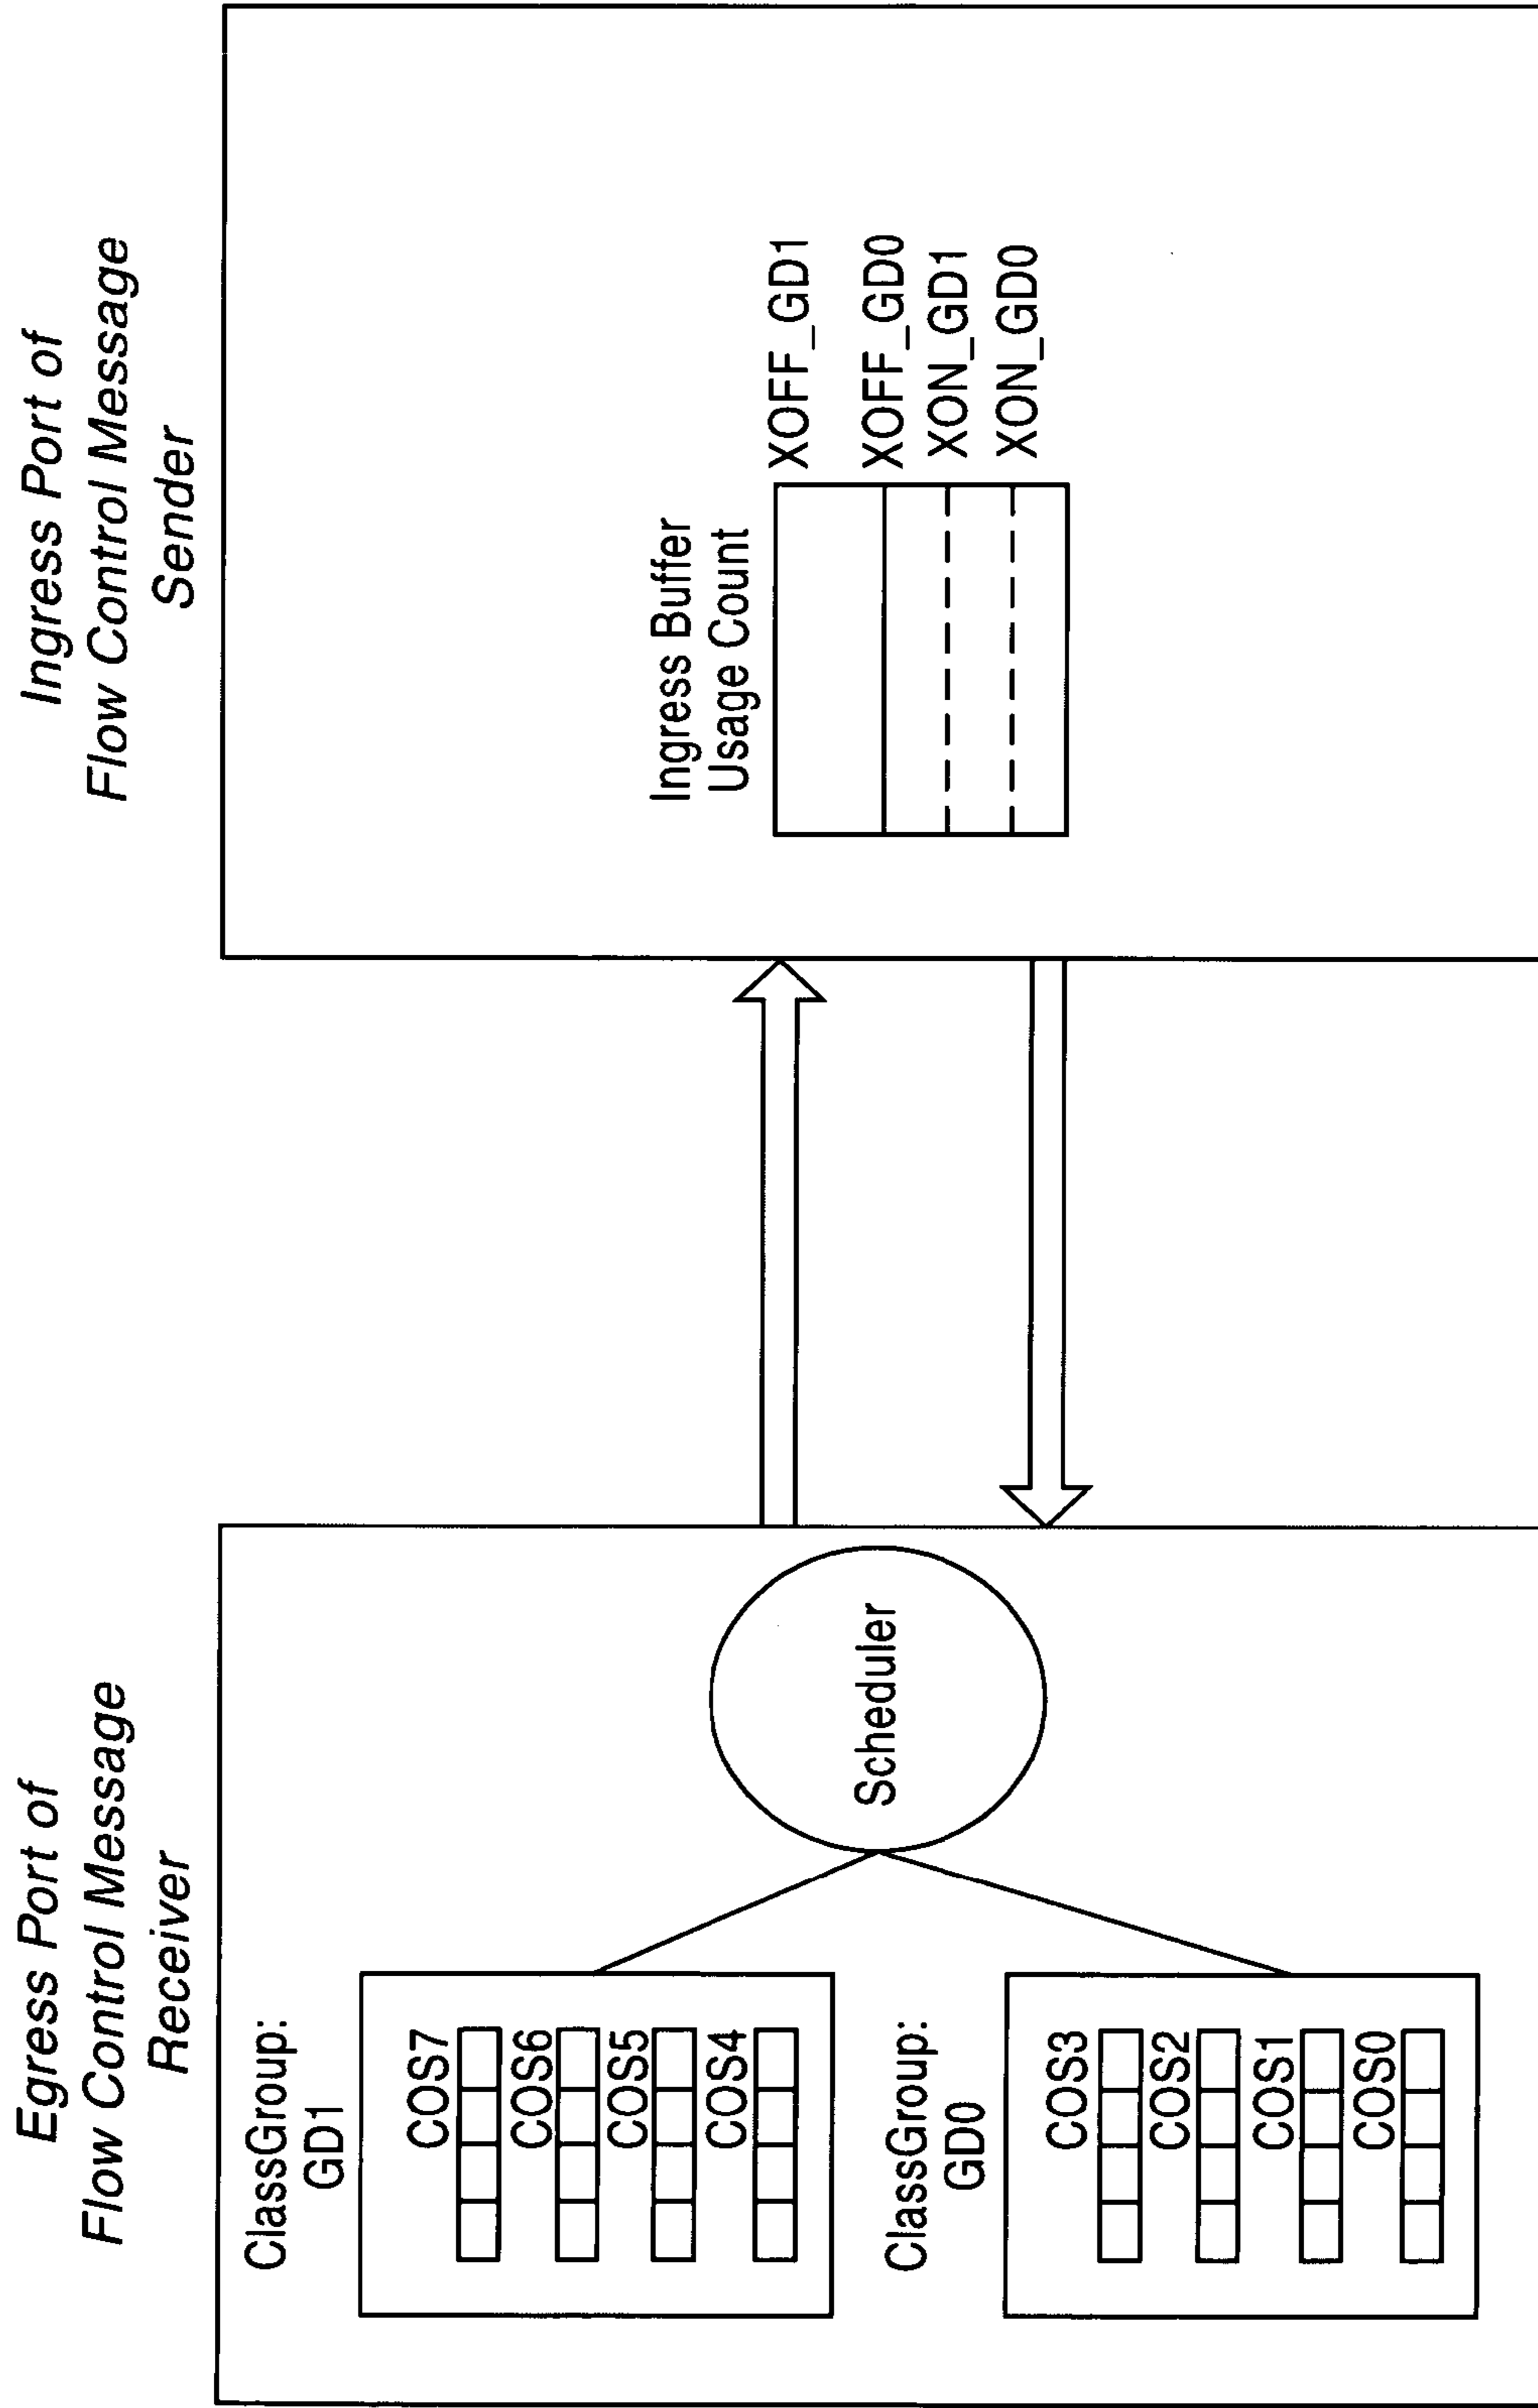 Egress Port of
Flow Control Message
Receiver
ClassGroup:
GD1
COS7
COS6
COS5
COS4
ClassGroup:
GD0
COS3
COS2
COS1
COS0
Scheduler
Ingress Port of
Flow Control Message
Sender
Ingress Buffer
Usage Count
XOFF_GD1
XOFF_GD0
XON_GD1
XON_GD0